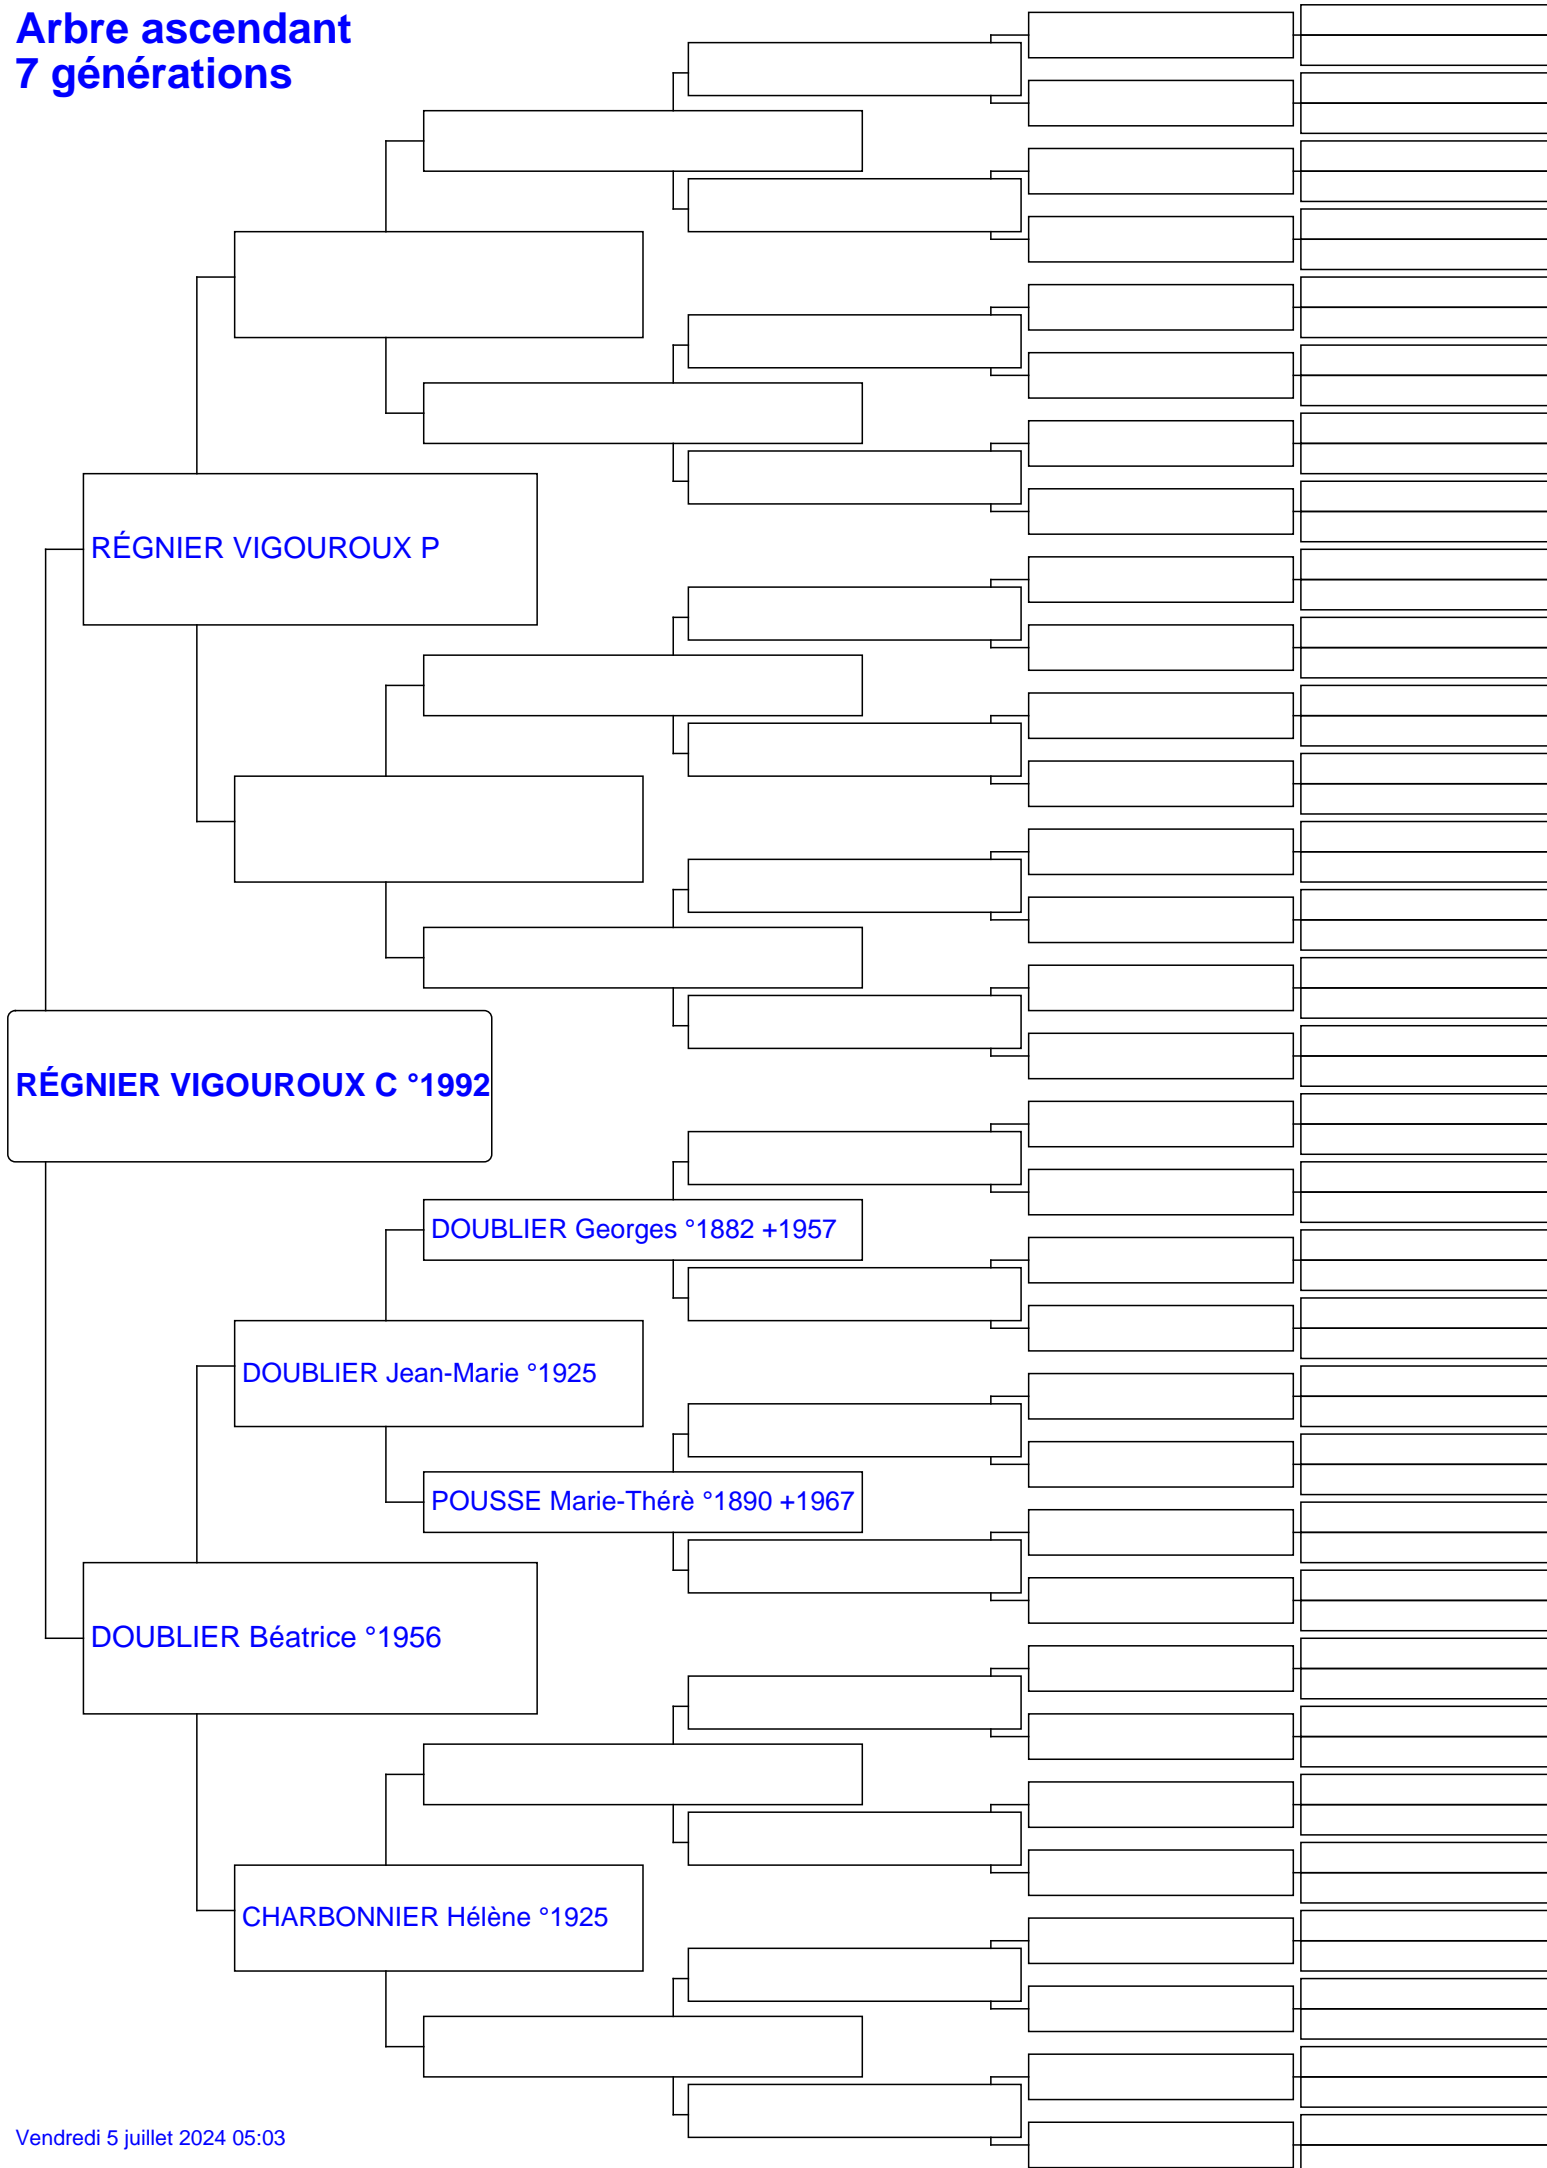 Arbre ascendant
7 générations
RÉGNIER VIGOUROUX P
RÉGNIER VIGOUROUX C °1992
DOUBLIER Georges °1882 +1957
DOUBLIER Jean-Marie °1925
POUSSE Marie-Thérè °1890 +1967
DOUBLIER Béatrice °1956
CHARBONNIER Hélène °1925
Vendredi 5 juillet 2024 05:03